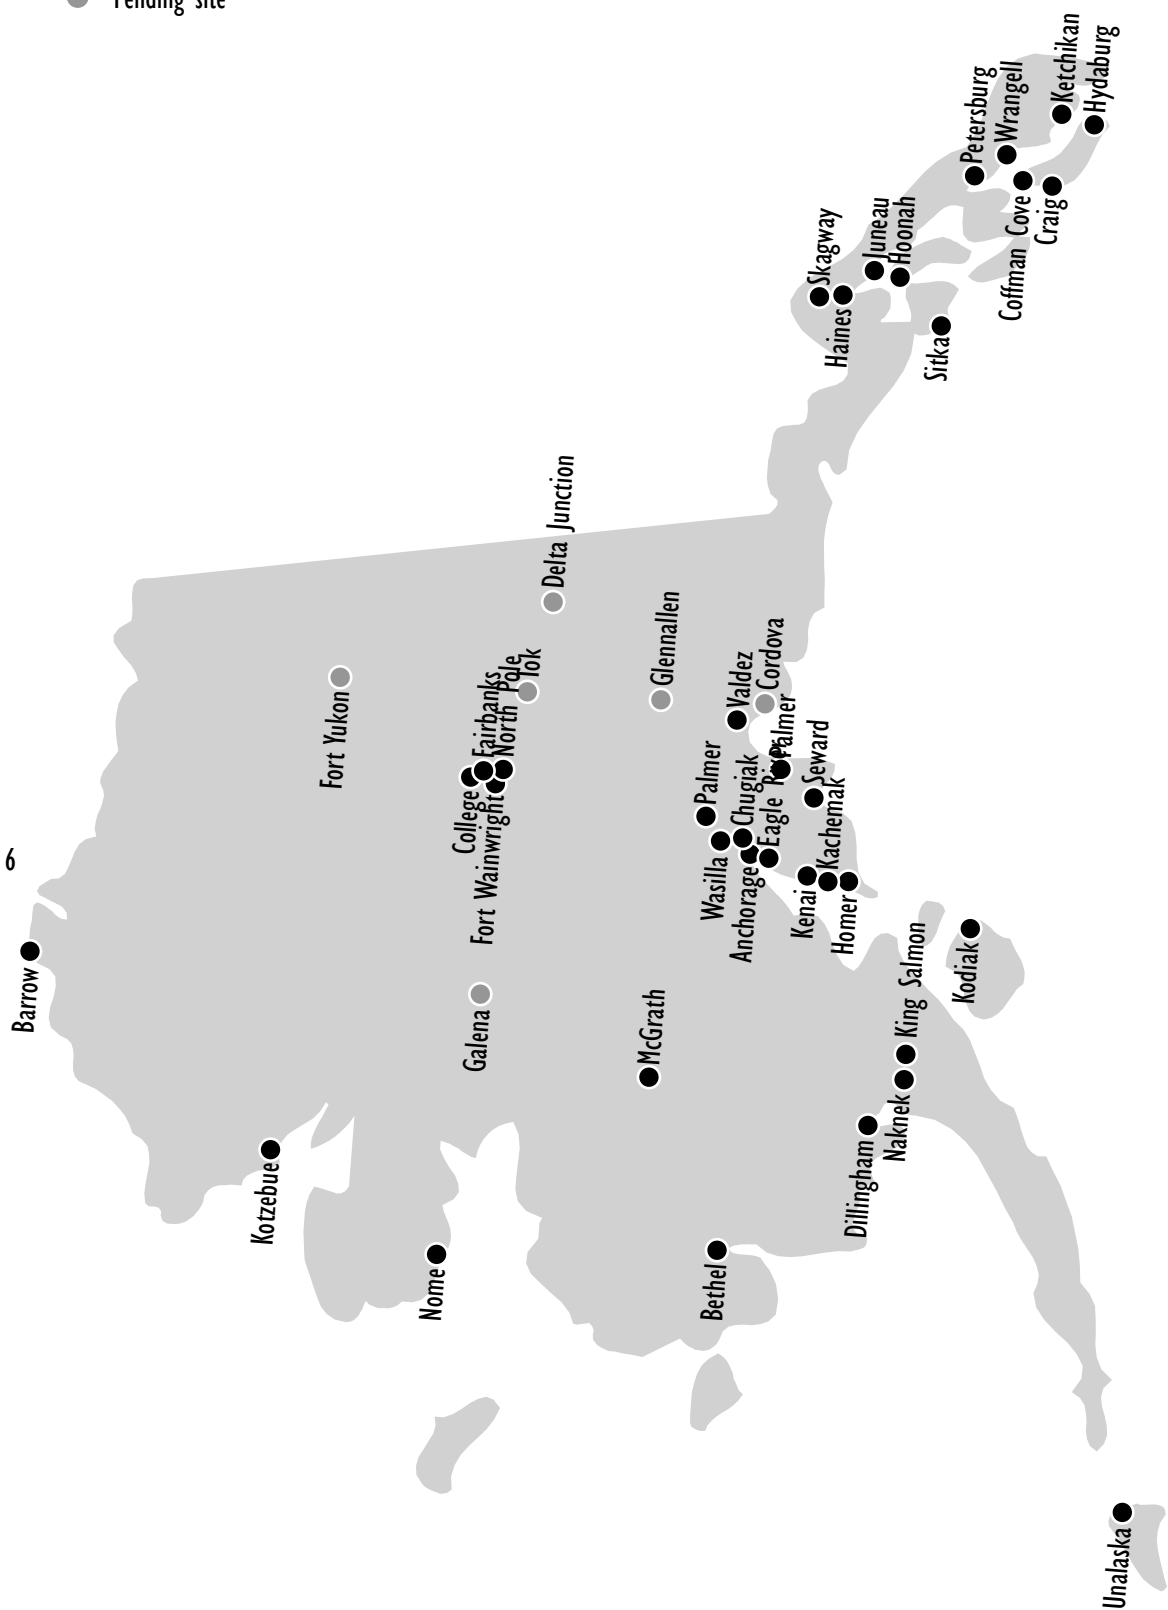 Pending site
6
Barrow
Kotzebue
Nome
Fort Yukon
Galena
College
Fairbanks
Fort Wainwright
North Pole
Tok
Delta Junction
Glennallen
McGrath
Bethel
Palmer
Wasilla
Valdez
Cordova
Chugiak
Anchorage
Eagle River
Palmer
Seward
Kenai
Kachemak
Homer
Dillingham
Naknek
King Salmon
Kodiak
Unalaska
Skagway
Haines
Juneau
Hoonah
Sitka
Petersburg
Wrangell
Coffman Cove
Craig
Ketchikan
Hydaburg